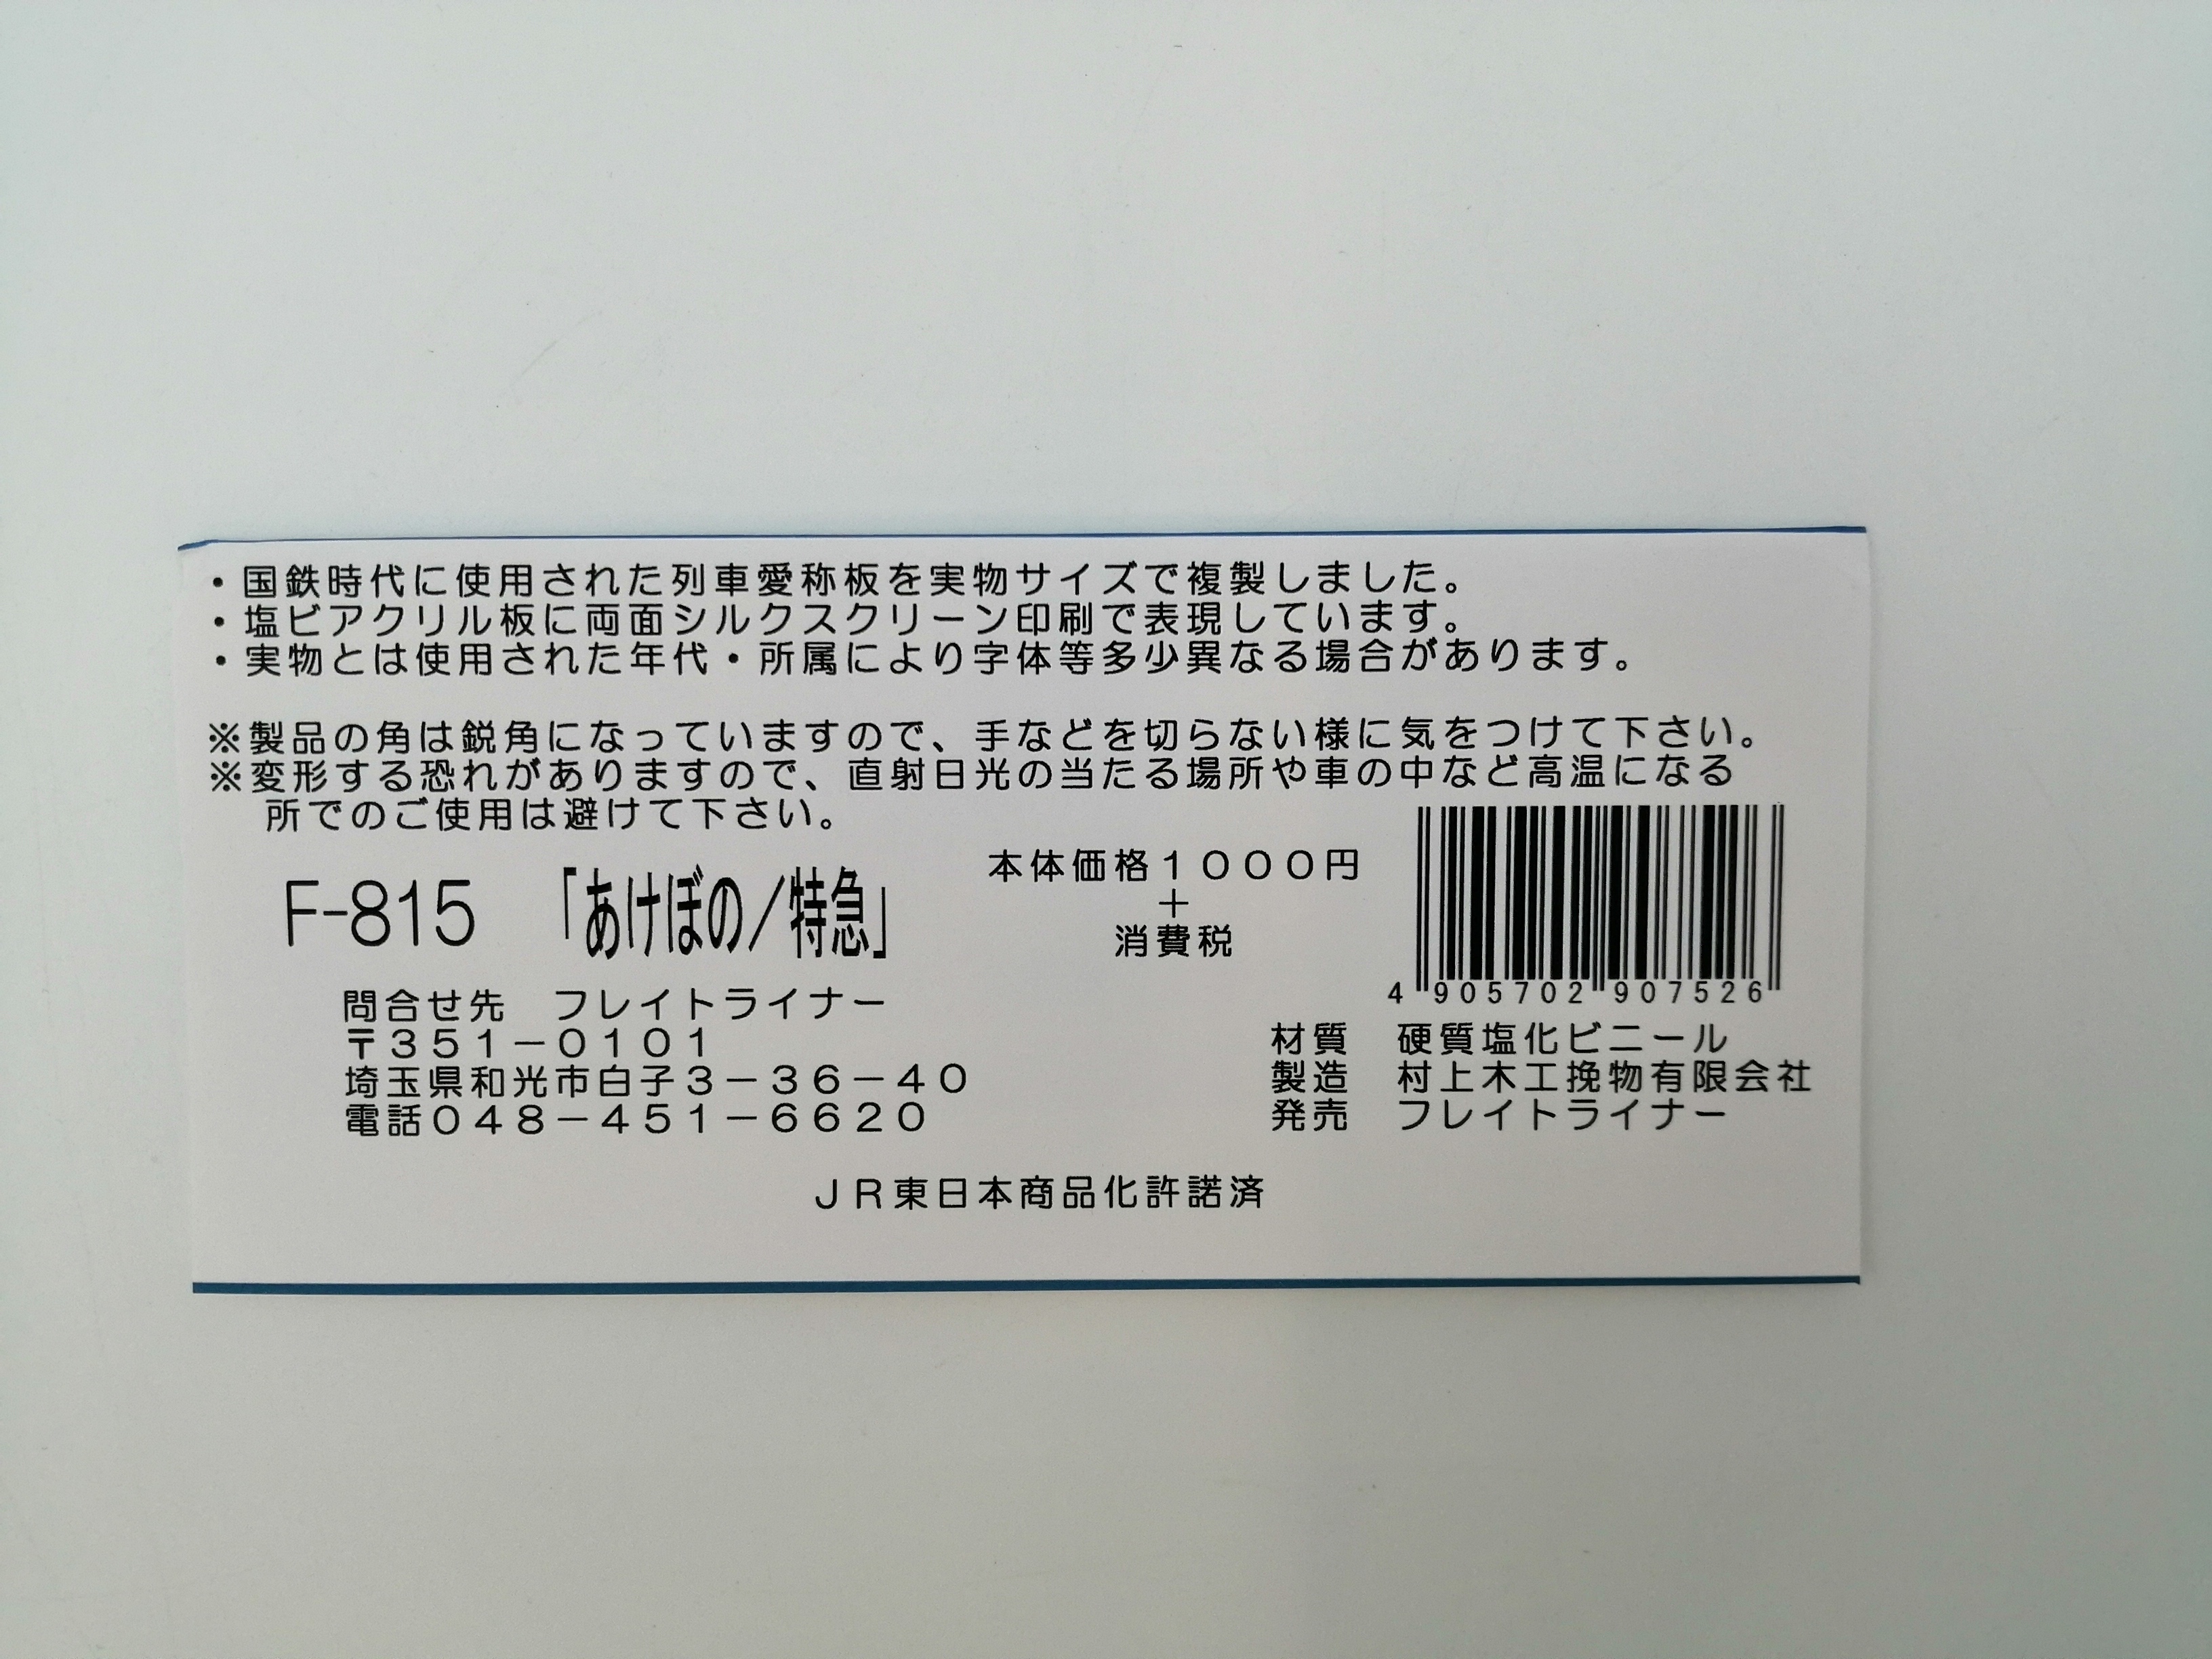 ・国鉄時代に使用された列車愛称板を実物サイズで複製しました。
・塩ビアクリル板に両面シルクスクリーン印刷で表現しています。
・実物とは使用された年代・所属により字体等多少異なる場合があります。
※製品の角は鋭角になっていますので、手などを切らない様に気をつけて下さい。
※変形する恐れがありますので、直射日光の当たる場所や車の中など高温になる
所でのご使用は避けて下さい。
F-815　「あけぼの／特急」
本体価格１０００円
＋
消費税
4 905702 907526
問合せ先　フレイトライナー
〒３５１－０１０１
埼玉県和光市白子３－３６－４０
電話０４８－４５１－６６２０
材質　硬質塩化ビニール
製造　村上木工挽物有限会社
発売　フレイトライナー
ＪＲ東日本商品化許諾済